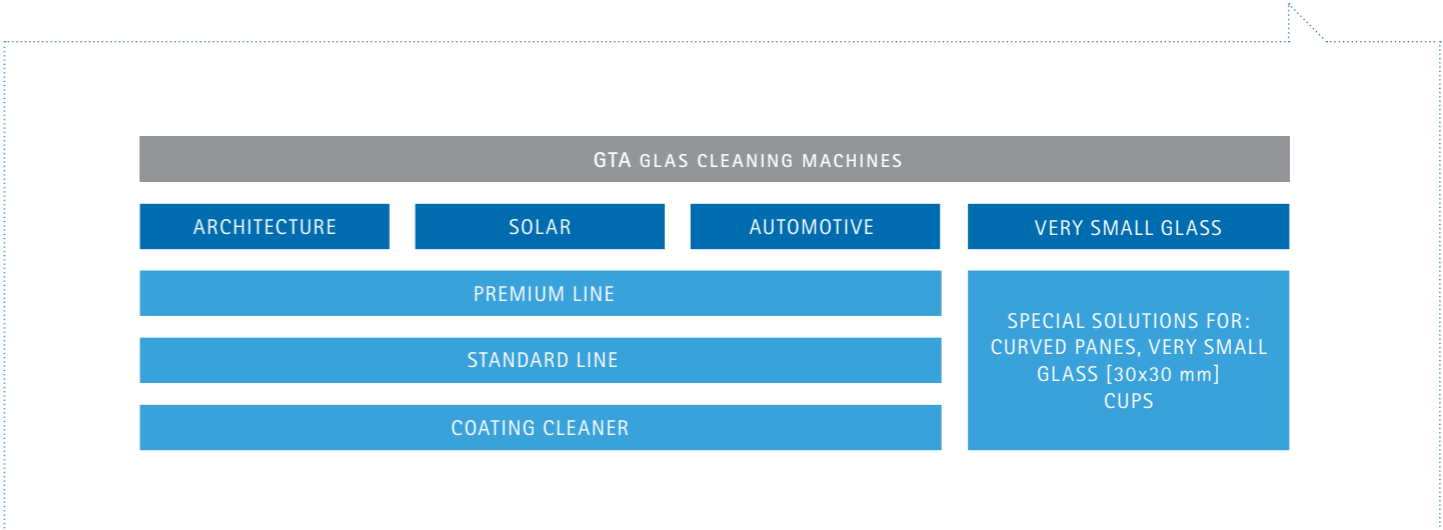 GTA GLAS CLEANING MACHINES
ARCHITECTURE
SOLAR
AUTOMOTIVE
VERY SMALL GLASS
PREMIUM LINE
STANDARD LINE
COATING CLEANER
SPECIAL SOLUTIONS FOR:
CURVED PANES, VERY SMALL
GLASS [30x30 mm]
CUPS